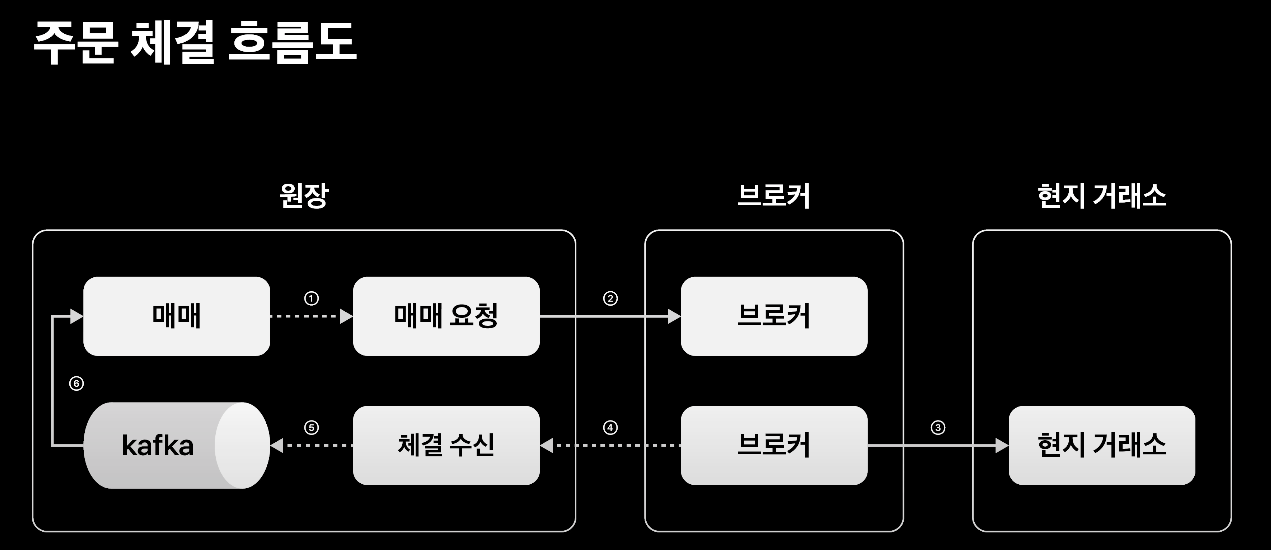 주문 체결 흐름도
원장
브로커
현지 거래소
매매
①
매매 요청
②
브로커
⑥
kafka
⑤
체결 수신
④
브로커
③
현지 거래소